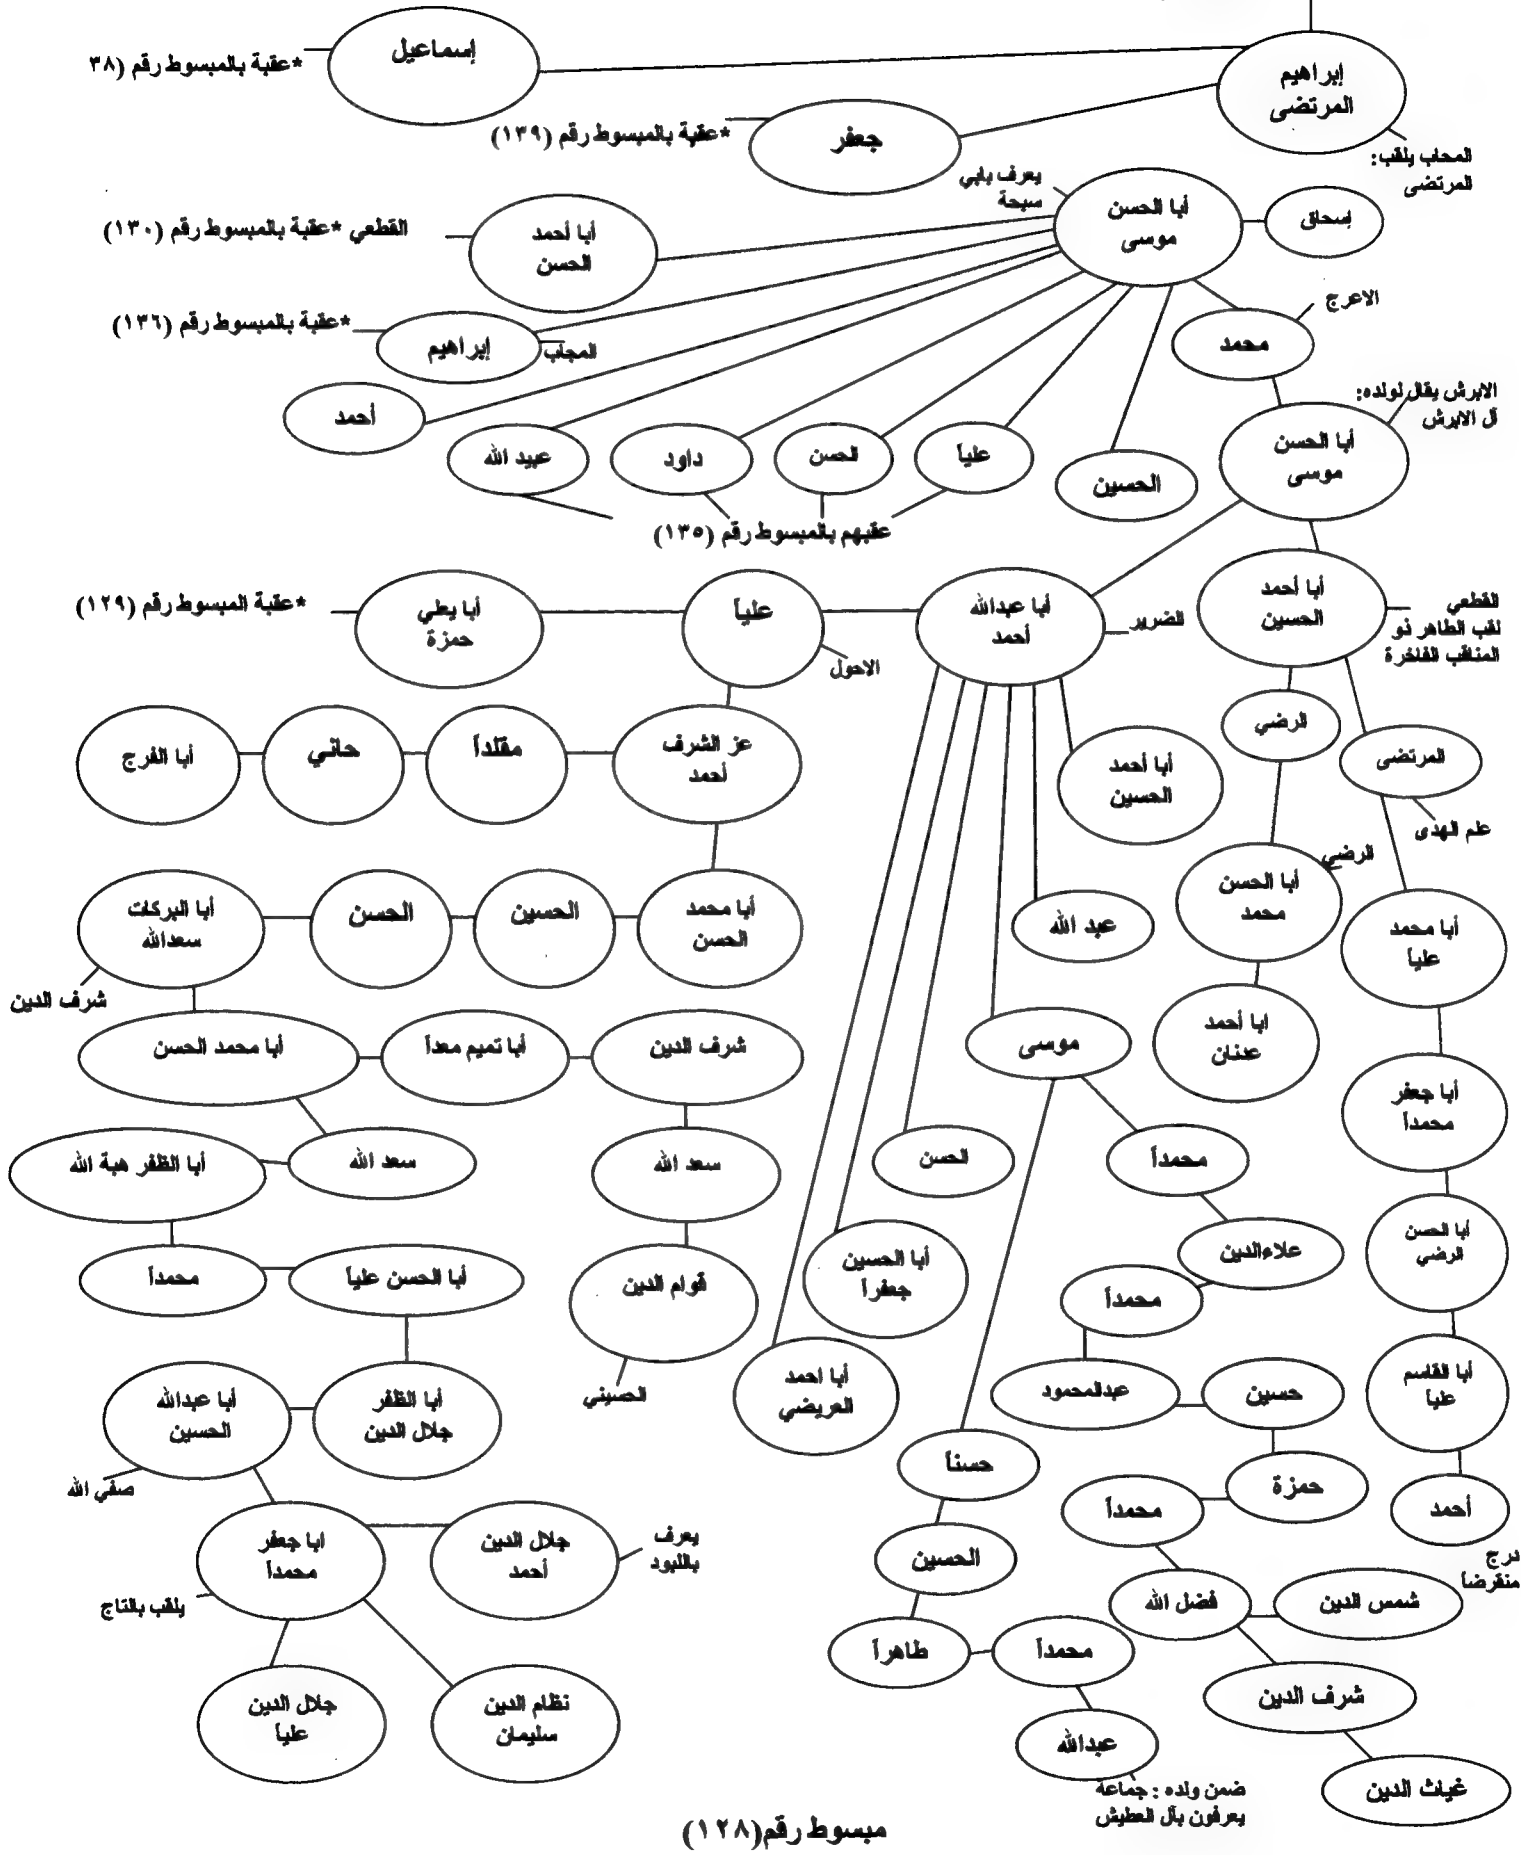 إسماعيل
*عقبة بالمبسوط رقم (٣٨
إبراهيم
المرتضى
المحاب يلقب:
المرتضى
جعفر
*عقبة بالمبسوط رقم (١٣٩)
يعرف بابي
سبحة
أبا الحسن
موسى
إسحاق
أبا أحمد
الحسن
القطعي *عقبة بالمبسوط رقم (١٣٠)
الاعرج
محمد
إبراهيم
المجاب
*عقبة بالمبسوط رقم (١٣٦)
الابرش يقال لولده:
آل الابرش
أبا الحسن
موسى
أحمد
الحسين
علياً
الحسن
داود
عبيد الله
عقبهم بالمبسوط رقم (١٣٥)
أبا أحمد
الحسين
القطعي
لقب الطاهر ذو
المناقب الفاخرة
أبا عبدالله
أحمد
الضرير
علياً
الاحول
أبا يعلي
حمزة
*عقبة المبسوط رقم (١٢٩)
الرضي
المرتضى
علم الهدى
أبا أحمد
الحسين
عز الشرف
أحمد
مقلداً
حاني
أبا الفرج
الرضي
أبا الحسن
محمد
أبا محمد
علياً
عبد الله
أبا محمد
الحسن
الحسين
الحسن
أبا البركات
سعدالله
شرف الدين
ابا أحمد
عدنان
موسى
شرف الدين
أبا تميم معداً
أبا محمد الحسن
أبا جعفر
محمداً
محمداً
الحسن
سعد الله
سعد الله
أبا الظفر هبة الله
أبا الحسن
الرضي
علاءالدين
أبا الحسين
جعفراً
قوام الدين
الحسيني
أبا الحسن علياً
محمداً
محمداً
أبا القاسم
علياً
حسين
عبدالمحمود
أبا احمد
العريضي
أبا الظفر
جلال الدين
أبا عبدالله
الحسين
صفي الله
حسناً
حمزة
محمداً
أحمد
درج
منقرضاً
الحسين
يعرف
باللبود
جلال الدين
أحمد
ابا جعفر
محمداً
يلقب بالتاج
شمس الدين
فضل الله
محمداً
طاهراً
شرف الدين
نظام الدين
سليمان
جلال الدين
علياً
عبدالله
غياث الدين
ضمن ولده : جماعة
يعرفون بآل العطيش
مبسوط رقم(١٢٨)